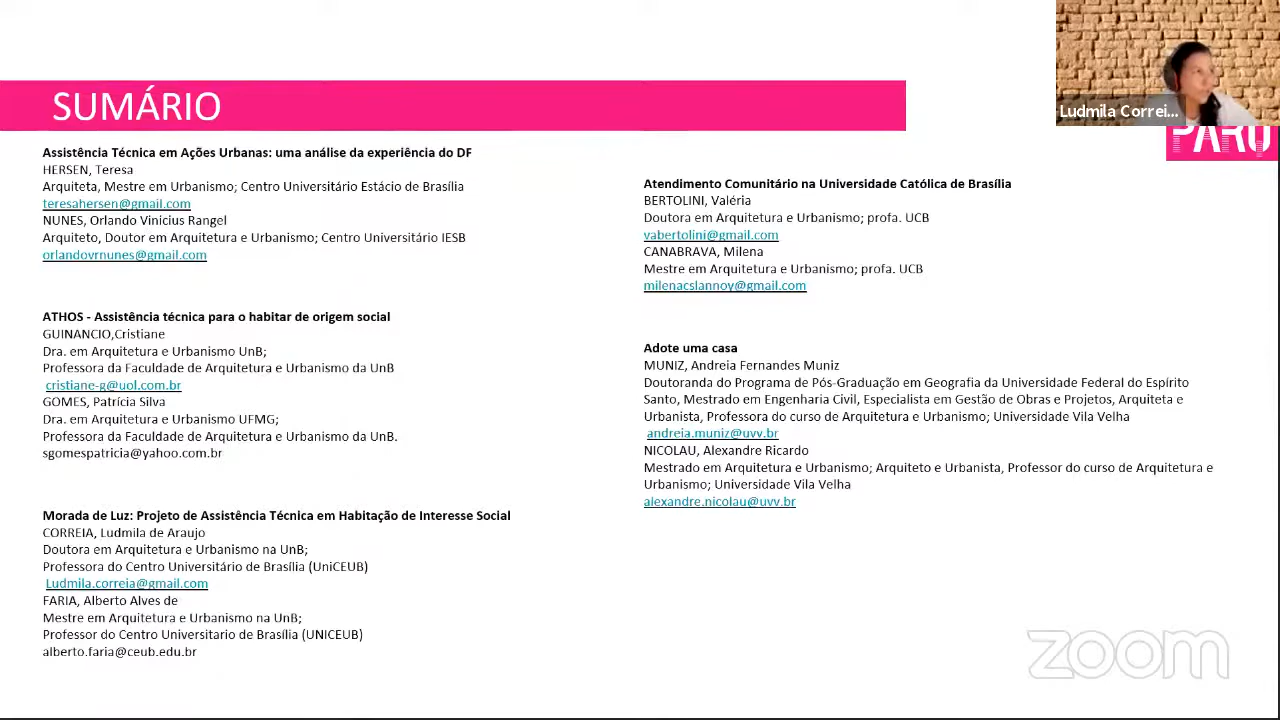 SUMÁRIO
Assistência Técnica em Ações Urbanas: uma análise da experiência do DF
HERSEN, Teresa
Arquiteta, Mestre em Urbanismo; Centro Universitário Estácio de Brasília
teresahersen@gmail.com
NUNES, Orlando Vinicius Rangel
Arquiteto, Doutor em Arquitetura e Urbanismo; Centro Universitário IESB
orlandovrnunes@gmail.com
ATHOS - Assistência técnica para o habitar de origem social
GUINANCIO,Cristiane
Dra. em Arquitetura e Urbanismo UnB;
Professora da Faculdade de Arquitetura e Urbanismo da UnB
cristiane-g@uol.com.br
GOMES, Patrícia Silva
Dra. em Arquitetura e Urbanismo UFMG;
Professora da Faculdade de Arquitetura e Urbanismo da UnB.
sgomespatricia@yahoo.com.br
Morada de Luz: Projeto de Assistência Técnica em Habitação de Interesse Social
CORREIA, Ludmila de Araujo
Doutora em Arquitetura e Urbanismo na UnB;
Professora do Centro Universitário de Brasília (UniCEUB)
Ludmila.correia@gmail.com
FARIA, Alberto Alves de
Mestre em Arquitetura e Urbanismo na UnB;
Professor do Centro Universitario de Brasília (UNICEUB)
alberto.faria@ceub.edu.br
Atendimento Comunitário na Universidade Católica de Brasília
BERTOLINI, Valéria
Doutora em Arquitetura e Urbanismo; profa. UCB
vabertolini@gmail.com
CANABRAVA, Milena
Mestre em Arquitetura e Urbanismo; profa. UCB
milenacslannoy@gmail.com
Adote uma casa
MUNIZ, Andreia Fernandes Muniz
Doutoranda do Programa de Pós-Graduação em Geografia da Universidade Federal do Espírito
Santo, Mestrado em Engenharia Civil, Especialista em Gestão de Obras e Projetos, Arquiteta e
Urbanista, Professora do curso de Arquitetura e Urbanismo; Universidade Vila Velha
andreia.muniz@uvv.br
NICOLAU, Alexandre Ricardo
Mestrado em Arquitetura e Urbanismo; Arquiteto e Urbanista, Professor do curso de Arquitetura e
Urbanismo; Universidade Vila Velha
alexandre.nicolau@uvv.br
Ludmila Correi...
PARQ
zoom